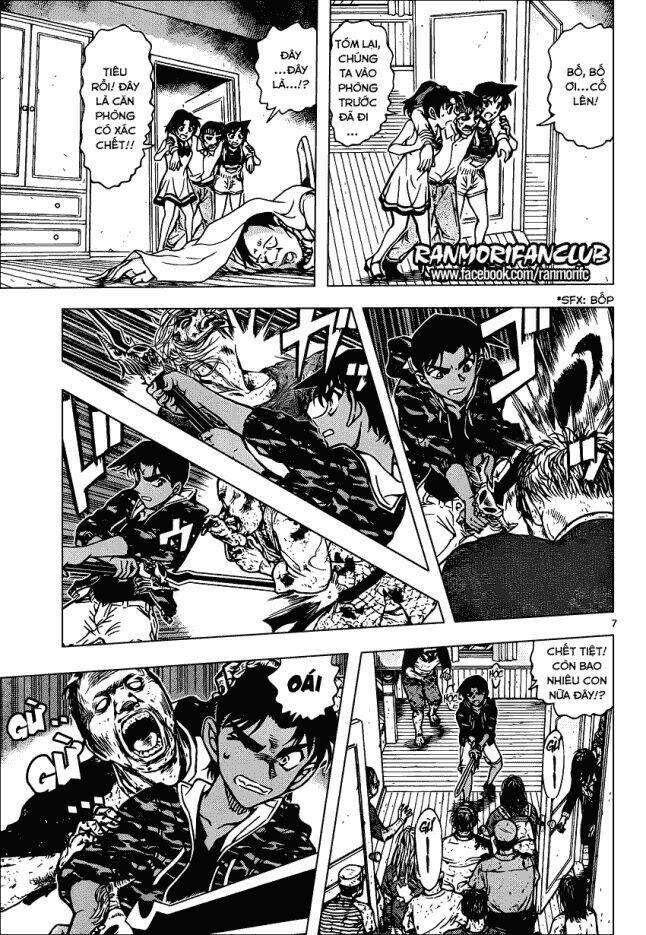 BỐ, BỐ
ƠI...CỐ
LÊN!
TÓM LẠI,
CHÚNG
TA VÀO
PHÒNG
TRƯỚC
ĐÃ ĐI
...
ĐÂY
...ĐÂY
LÀ...!?
TIÊU
RỒI! ĐÂY
LÀ CĂN
PHÒNG
CÓ XÁC
CHẾT!!
RANMORIFANCLUB
www.facebook.com/ranmorifc
*SFX: BỐP
7
CHẾT TIỆT!
CÒN BAO
NHIÊU CON
NỮA ĐÂY!?
OÁI
GỪ..
GỪ..